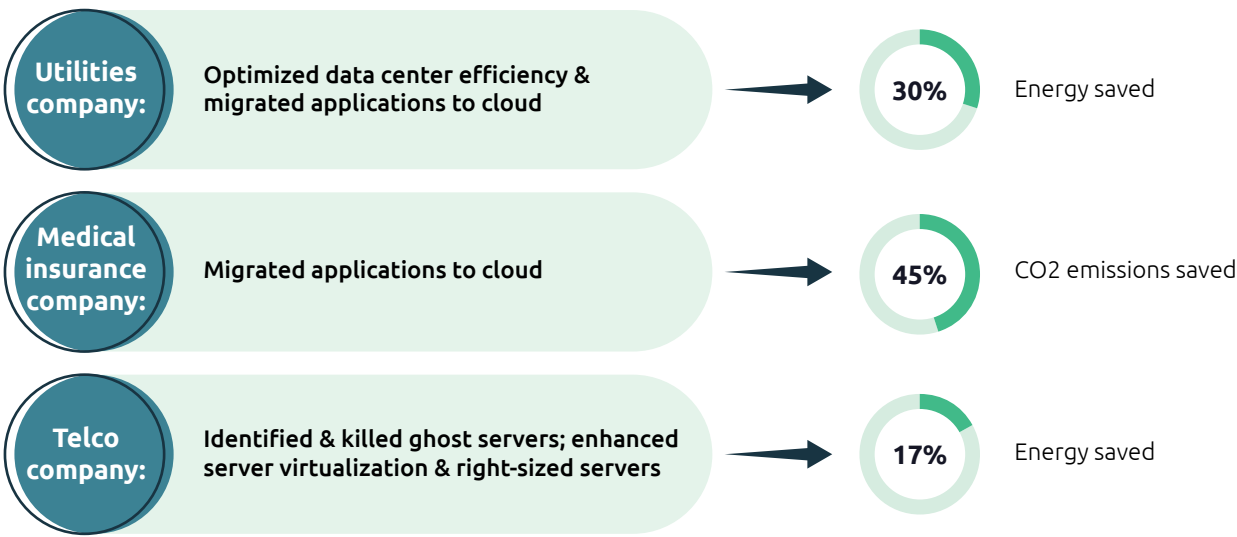 Utilities
company:
Optimized data center efficiency &
migrated applications to cloud
30%
Energy saved
Medical
insurance
company:
Migrated applications to cloud
45%
CO2 emissions saved
Telco
company:
Identified & killed ghost servers; enhanced
server virtualization & right-sized servers
17%
Energy saved